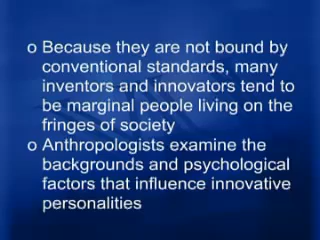 o Because they are not bound by
conventional standards, many
inventors and innovators tend to
be marginal people living on the
fringes of society
o Anthropologists examine the
backgrounds and psychological
factors that influence innovative
personalities